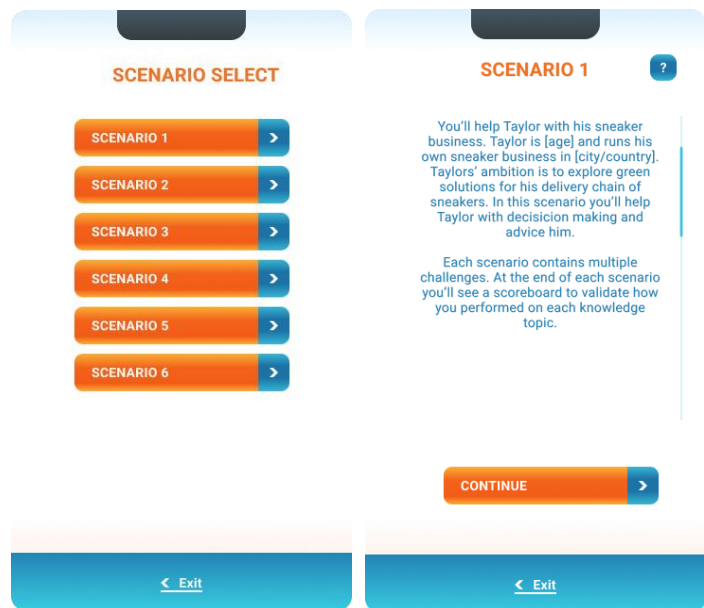 SCENARIO SELECT
SCENARIO 1
SCENARIO 2
SCENARIO 3
SCENARIO 4
SCENARIO 5
SCENARIO 6
Exit
SCENARIO 1
?
You'll help Taylor with his sneaker
business. Taylor is [age] and runs his
own sneaker business in [city/country].
Taylors' ambition is to explore green
solutions for his delivery chain of
sneakers. In this scenario you'll help
Taylor with decisicion making and
advice him.
Each scenario contains multiple
challenges. At the end of each scenario
you'll see a scoreboard to validate how
you performed on each knowledge
topic.
CONTINUE
Exit